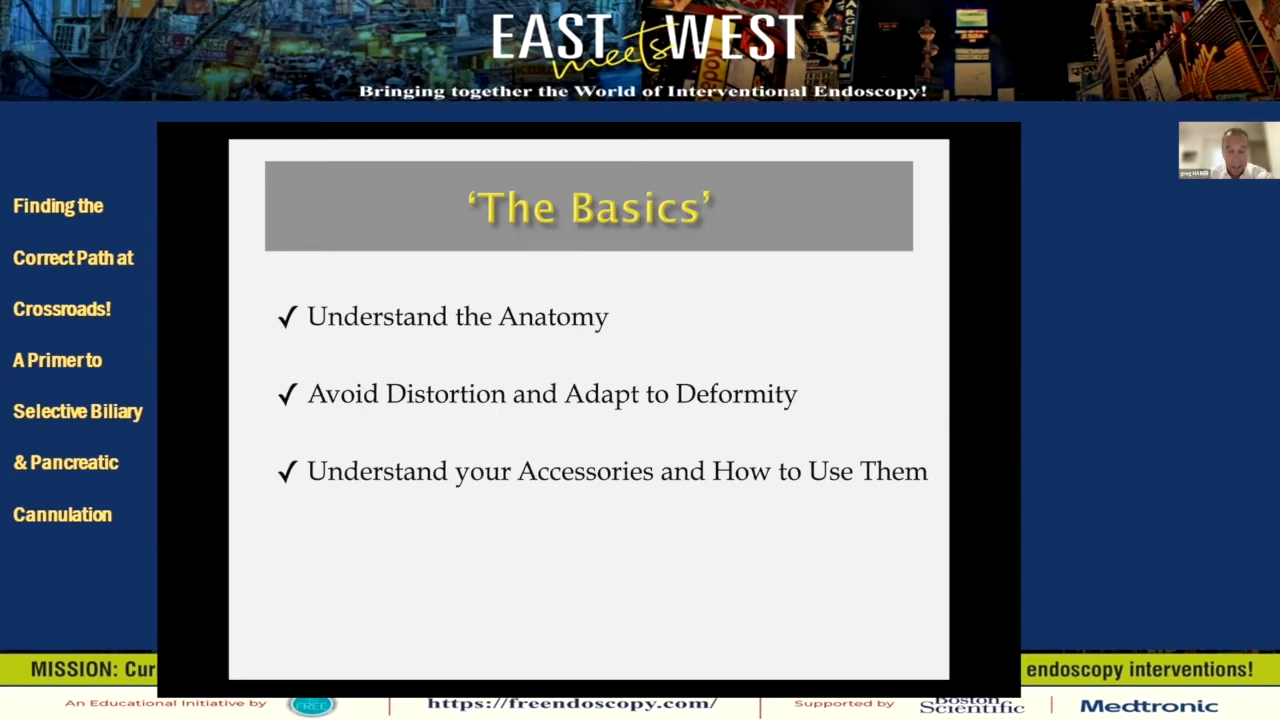 EAST meets WEST
Bringing together the World of Interventional Endoscopy!
greg HABER
Finding the
Correct Path at
Crossroads!
A Primer to
Selective Biliary
& Pancreatic
Cannulation
‘The Basics’
✓ Understand the Anatomy
✓ Avoid Distortion and Adapt to Deformity
✓ Understand your Accessories and How to Use Them
MISSION: Cur
endoscopy interventions!
An Educational Initiative by
FREE
https://freendoscopy.com/
Supported by
Boston
Scientific
Medtronic